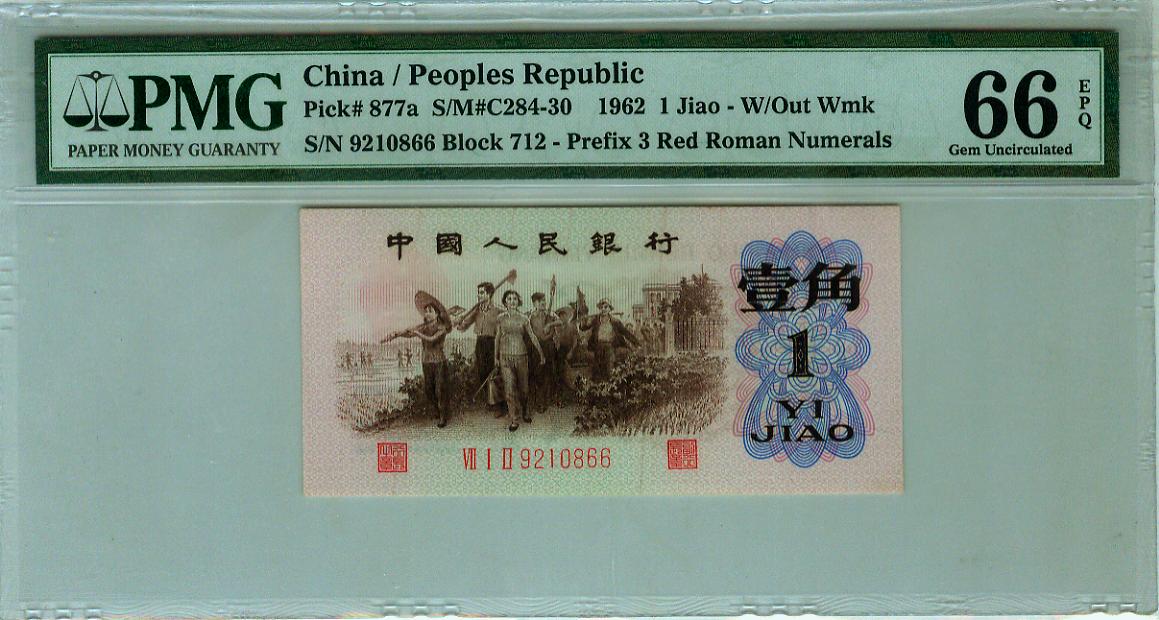 PMG
PAPER MONEY GUARANTY
China / Peoples Republic
Pick# 877a S/M#C284-30 1962 1 Jiao - W/Out Wmk
S/N 9210866 Block 712 - Prefix 3 Red Roman Numerals
66
EPQ
Gem Uncirculated
中國人民銀行
壹角
1
YI
JIAO
VII I II 9210866